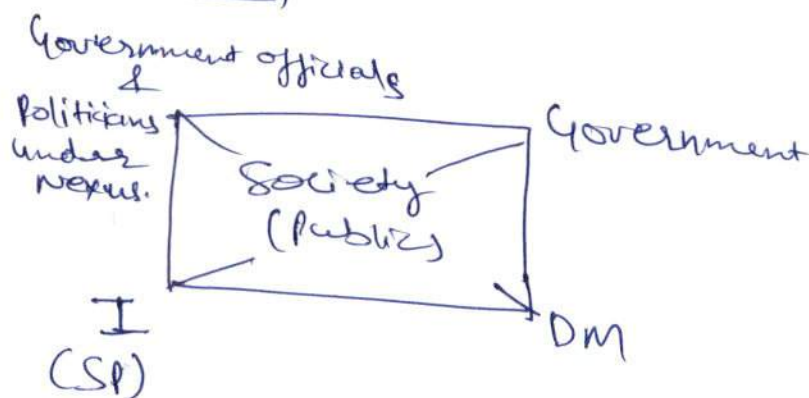 Government officials
&
Politicians
under
Nexus.
Government
Society
(Public)
I
(SP)
DM